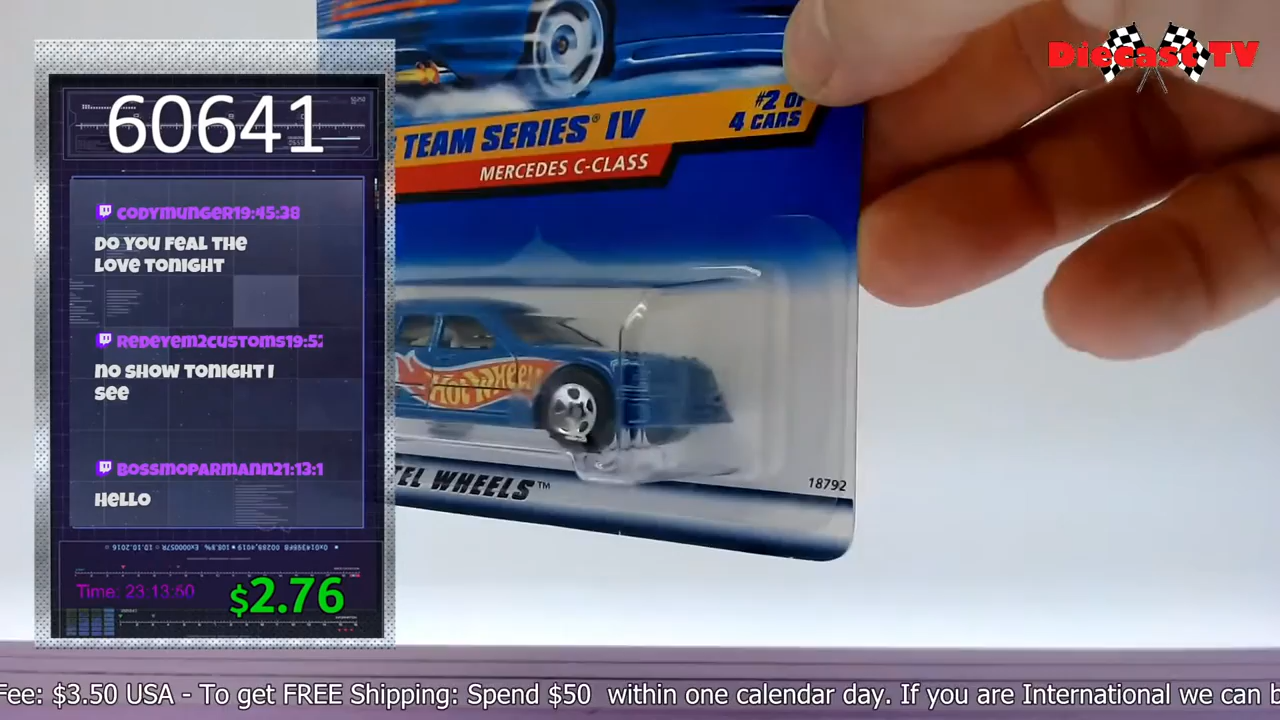 Diecast TV
60641
#2 OF
4 CARS
TEAM SERIES® IV
MERCEDES C-CLASS
codymunger19:45:38
Do you feal the
love tonight
Redeyem2customs19:5
no show tonight I
see
Bossmoparmann21:13:1
Hello
HOT WHEELS
TEL WHEELS™
18792
Time: 23:13:50
$2.76
Fee: $3.50 USA - To get FREE Shipping: Spend $50 within one calendar day. If you are International we can b